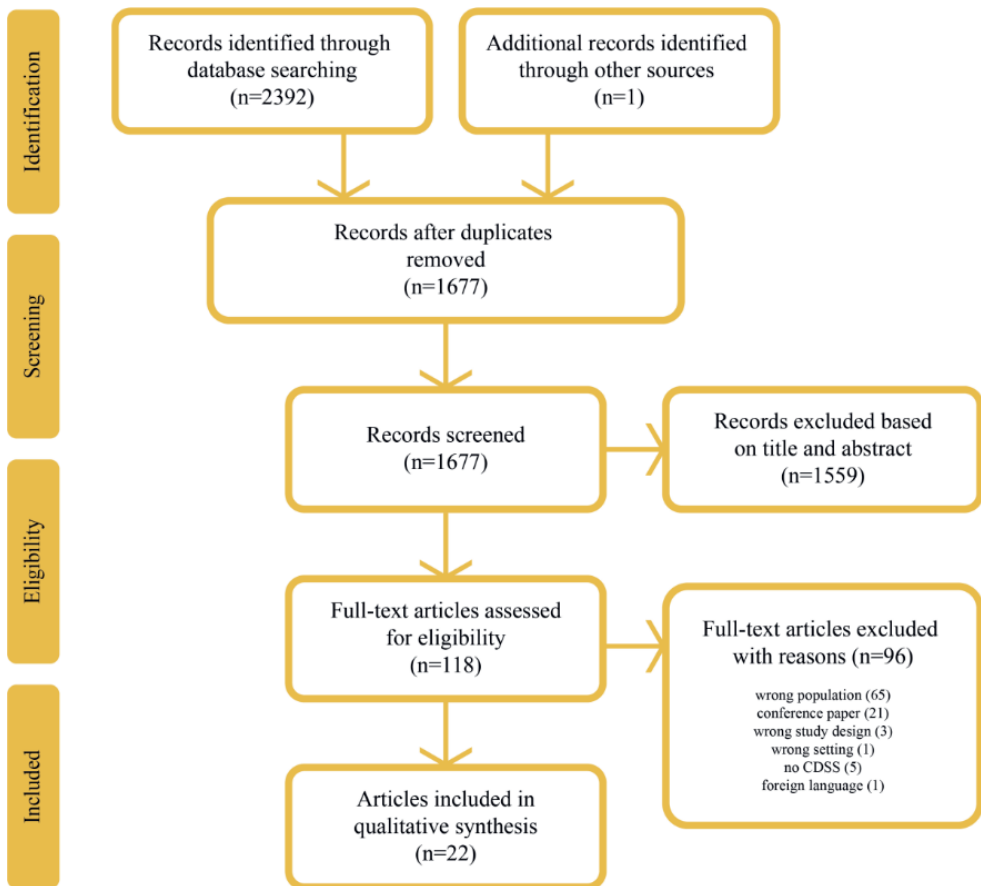 Identification
Records identified through
database searching
(n=2392)
Additional records identified
through other sources
(n=1)
Records after duplicates
removed
(n=1677)
Screening
Records screened
(n=1677)
Records excluded based
on title and abstract
(n=1559)
Eligibility
Full-text articles assessed
for eligibility
(n=118)
Full-text articles excluded
with reasons (n=96)
wrong population (65)
conference paper (21)
wrong study design (3)
wrong setting (1)
no CDSS (5)
foreign language (1)
Included
Articles included in
qualitative synthesis
(n=22)